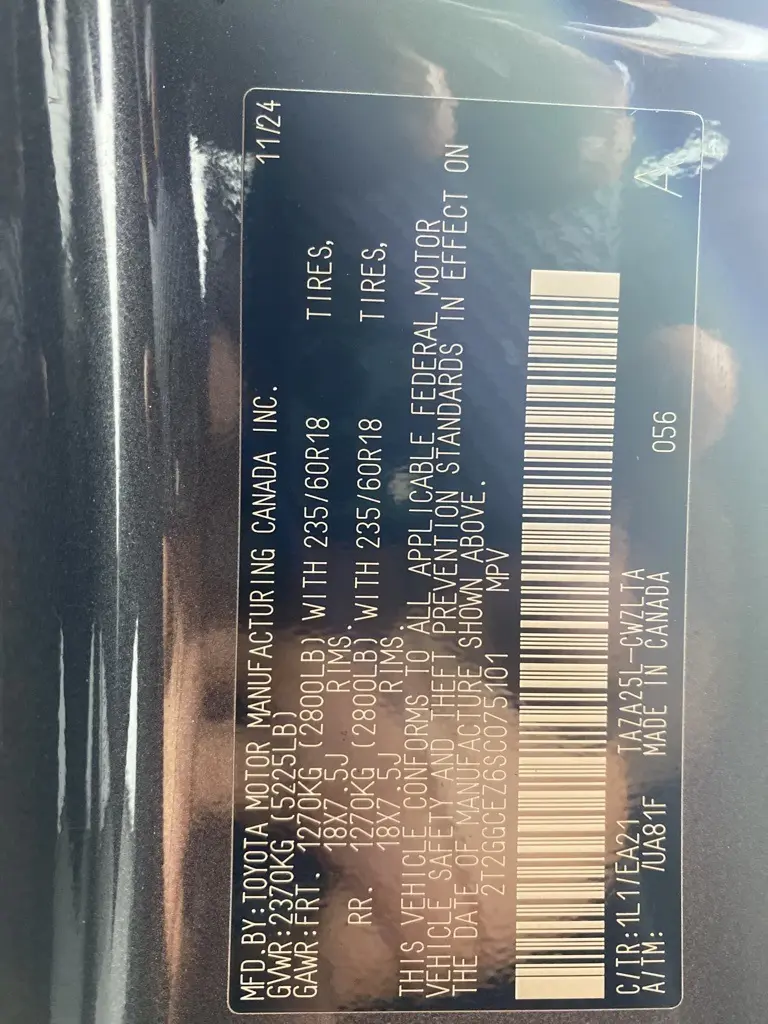 11/24
MFD.BY:TOYOTA MOTOR MANUFACTURING CANADA INC.
GVWR:2370KG (5225LB)
GAWR:FRT. 1270KG (2800LB) WITH 235/60R18 TIRES,
18X7.5J RIMS.
RR. 1270KG (2800LB) WITH 235/60R18 TIRES,
18X7.5J RIMS.
THIS VEHICLE CONFORMS TO ALL APPLICABLE FEDERAL MOTOR
VEHICLE SAFETY AND THEFT PREVENTION STANDARDS IN EFFECT ON
THE DATE OF MANUFACTURE SHOWN ABOVE.
2T2GGCEZ6SC075101 MPV
C/TR:1L1/EA21 TAZA25L-CWZLTA
A/TM: /UA81F MADE IN CANADA 056 A